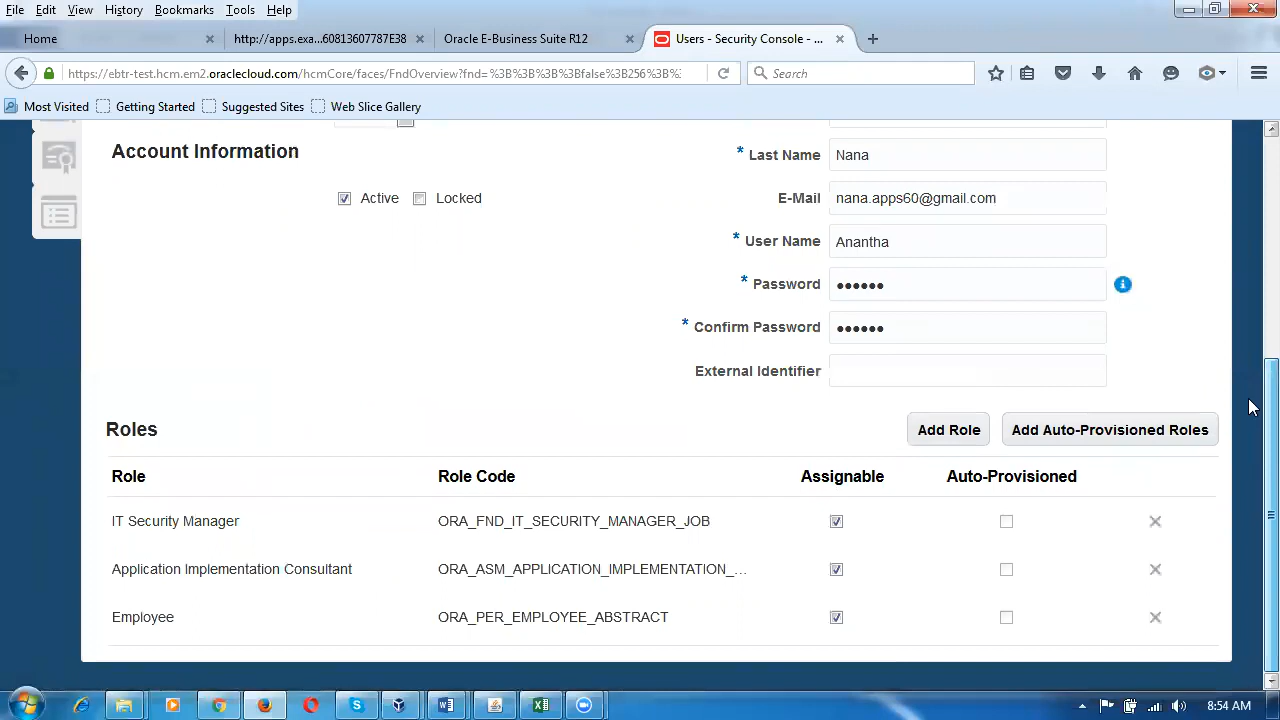 File Edit View History Bookmarks Tools Help
Home
http://apps.exa...60813607787E38
Oracle E-Business Suite R12
Users - Security Console - ...
https://ebtr-test.hcm.em2.oraclecloud.com/hcmCore/faces/FndOverview?fnd=%3B%3B%3B%3Bfalse%3B256%3B%:
Search
Most Visited Getting Started Suggested Sites Web Slice Gallery
Account Information
* Last Name Nana
Active Locked
E-Mail nana.apps60@gmail.com
* User Name Anantha
* Password ●●●●●●
* Confirm Password ●●●●●●
External Identifier
Roles
Add Role Add Auto-Provisioned Roles
Role Role Code Assignable Auto-Provisioned
IT Security Manager ORA_FND_IT_SECURITY_MANAGER_JOB
Application Implementation Consultant ORA_ASM_APPLICATION_IMPLEMENTATION_...
Employee ORA_PER_EMPLOYEE_ABSTRACT
8:54 AM